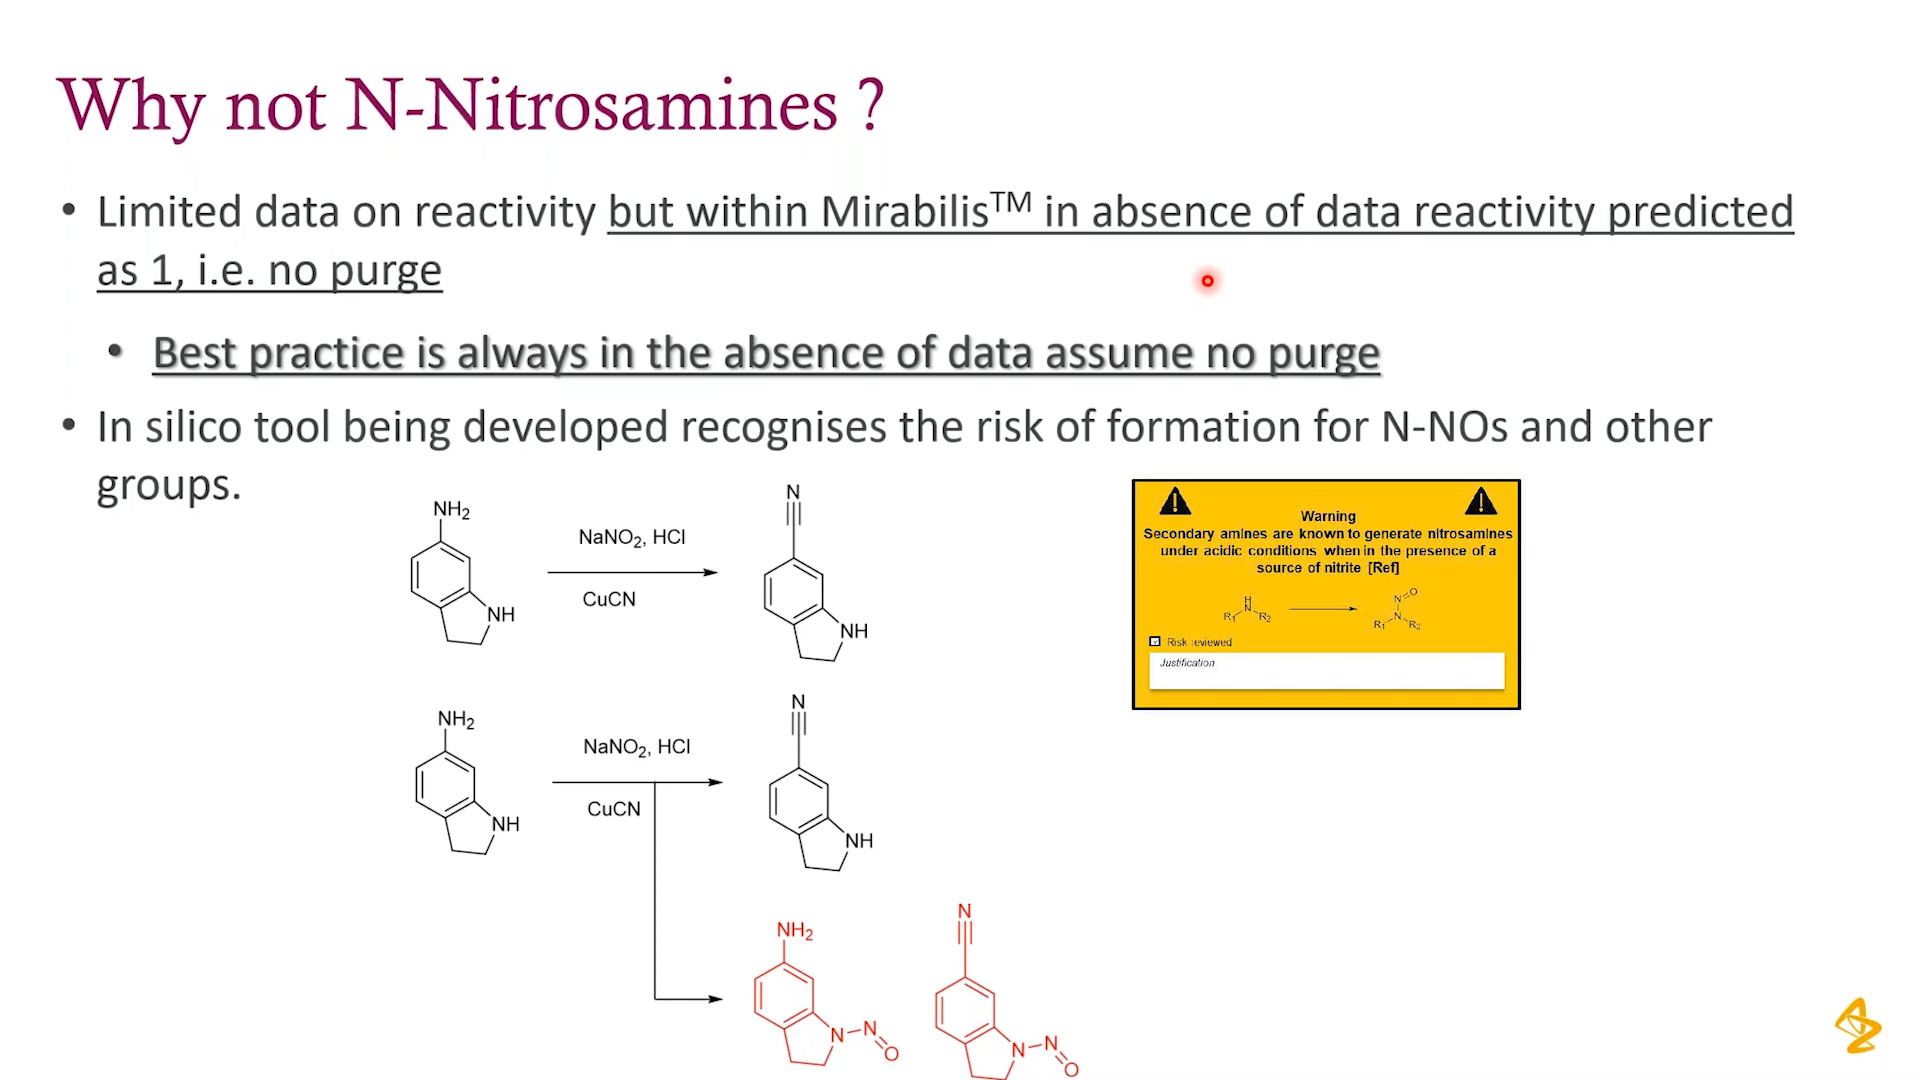 Why not N-Nitrosamines ?
• Limited data on reactivity but within Mirabilis™ in absence of data reactivity predicted
as 1, i.e. no purge
• Best practice is always in the absence of data assume no purge
• In silico tool being developed recognises the risk of formation for N-NOs and other
groups.
NH₂
NaNO₂, HCl
CuCN
NH
N
NH
Warning
Secondary amines are known to generate nitrosamines
under acidic conditions when in the presence of a
source of nitrite [Ref]
H
N
R₁ R₂
N O
N
R₁ R₂
Risk reviewed
Justification
NH₂
NaNO₂, HCl
CuCN
NH
N
NH
NH₂
N N
O
N
N N
O